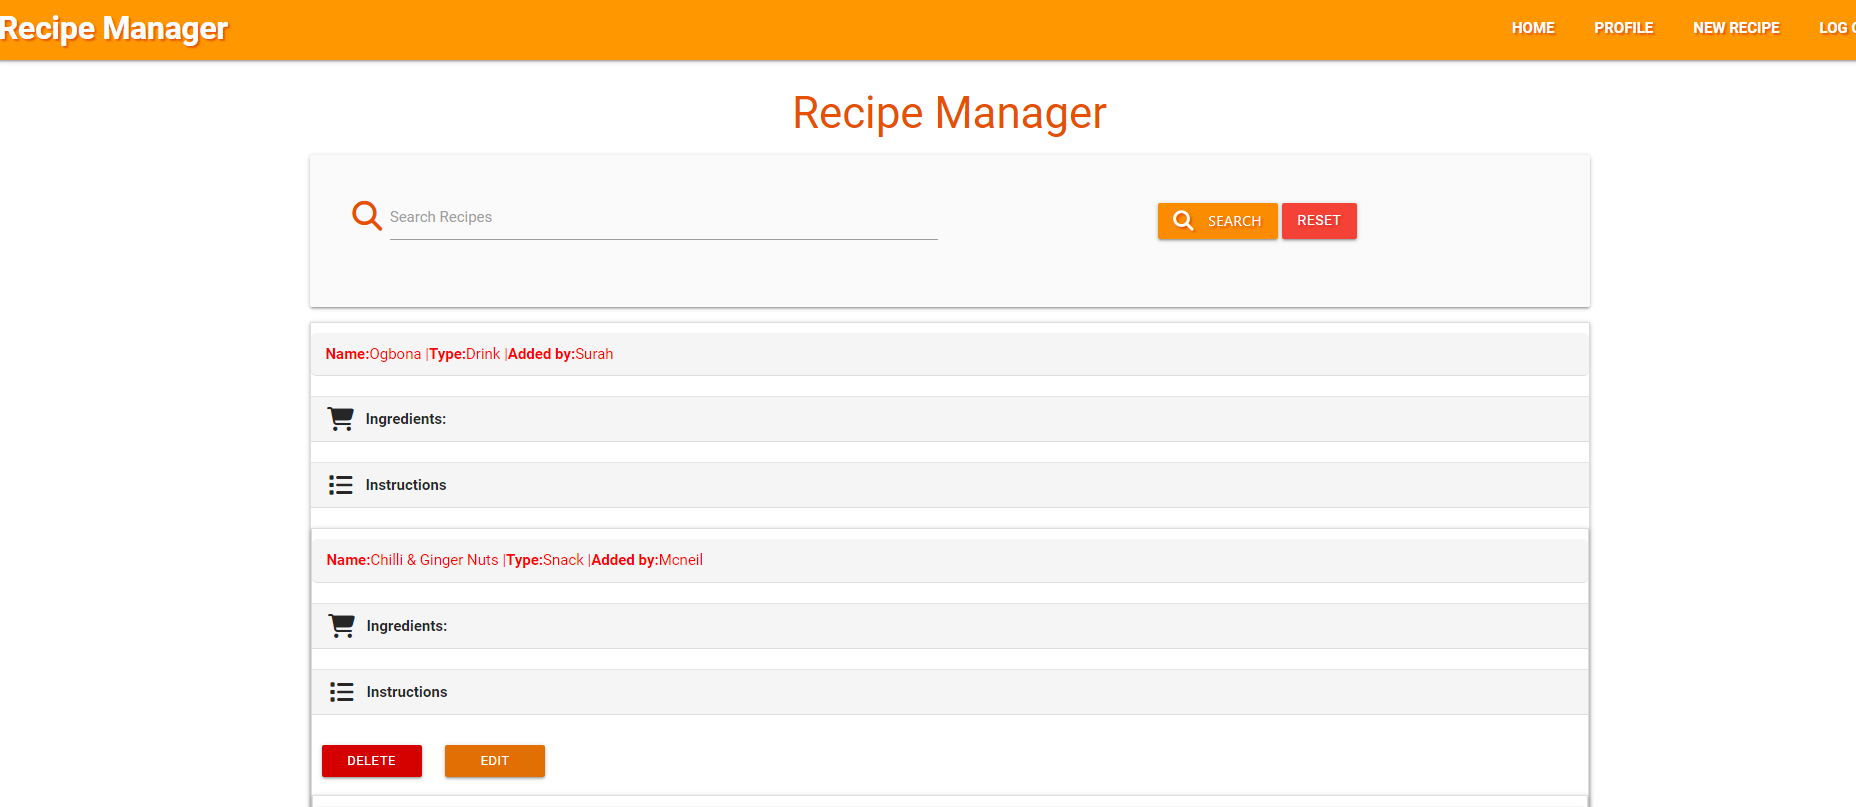 Recipe Manager
HOME PROFILE NEW RECIPE LOG
Recipe Manager
Search Recipes SEARCH RESET
Name:Ogbona |Type:Drink |Added by:Surah
Ingredients:
Instructions
Name:Chilli & Ginger Nuts |Type:Snack |Added by:Mcneil
Ingredients:
Instructions
DELETE EDIT